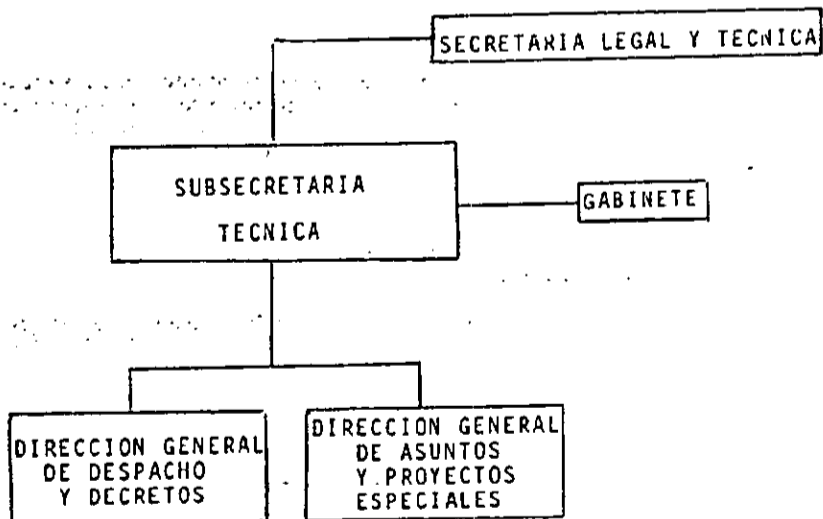 SECRETARIA LEGAL Y TECNICA
SUBSECRETARIA
TECNICA
GABINETE
DIRECCION GENERAL
DE DESPACHO
Y DECRETOS
DIRECCION GENERAL
DE ASUNTOS
Y PROYECTOS
ESPECIALES